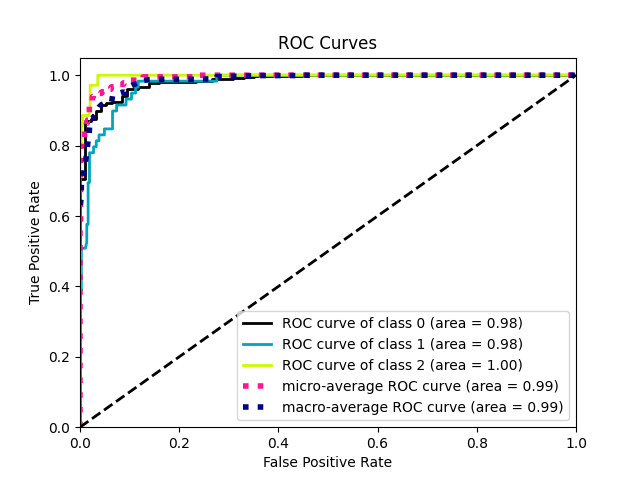 ROC Curves
True Positive Rate
1.0
0.8
0.6
0.4
0.2
0.0
ROC curve of class 0 (area = 0.98)
ROC curve of class 1 (area = 0.98)
ROC curve of class 2 (area = 1.00)
micro-average ROC curve (area = 0.99)
macro-average ROC curve (area = 0.99)
0.0 0.2 0.4 0.6 0.8 1.0
False Positive Rate